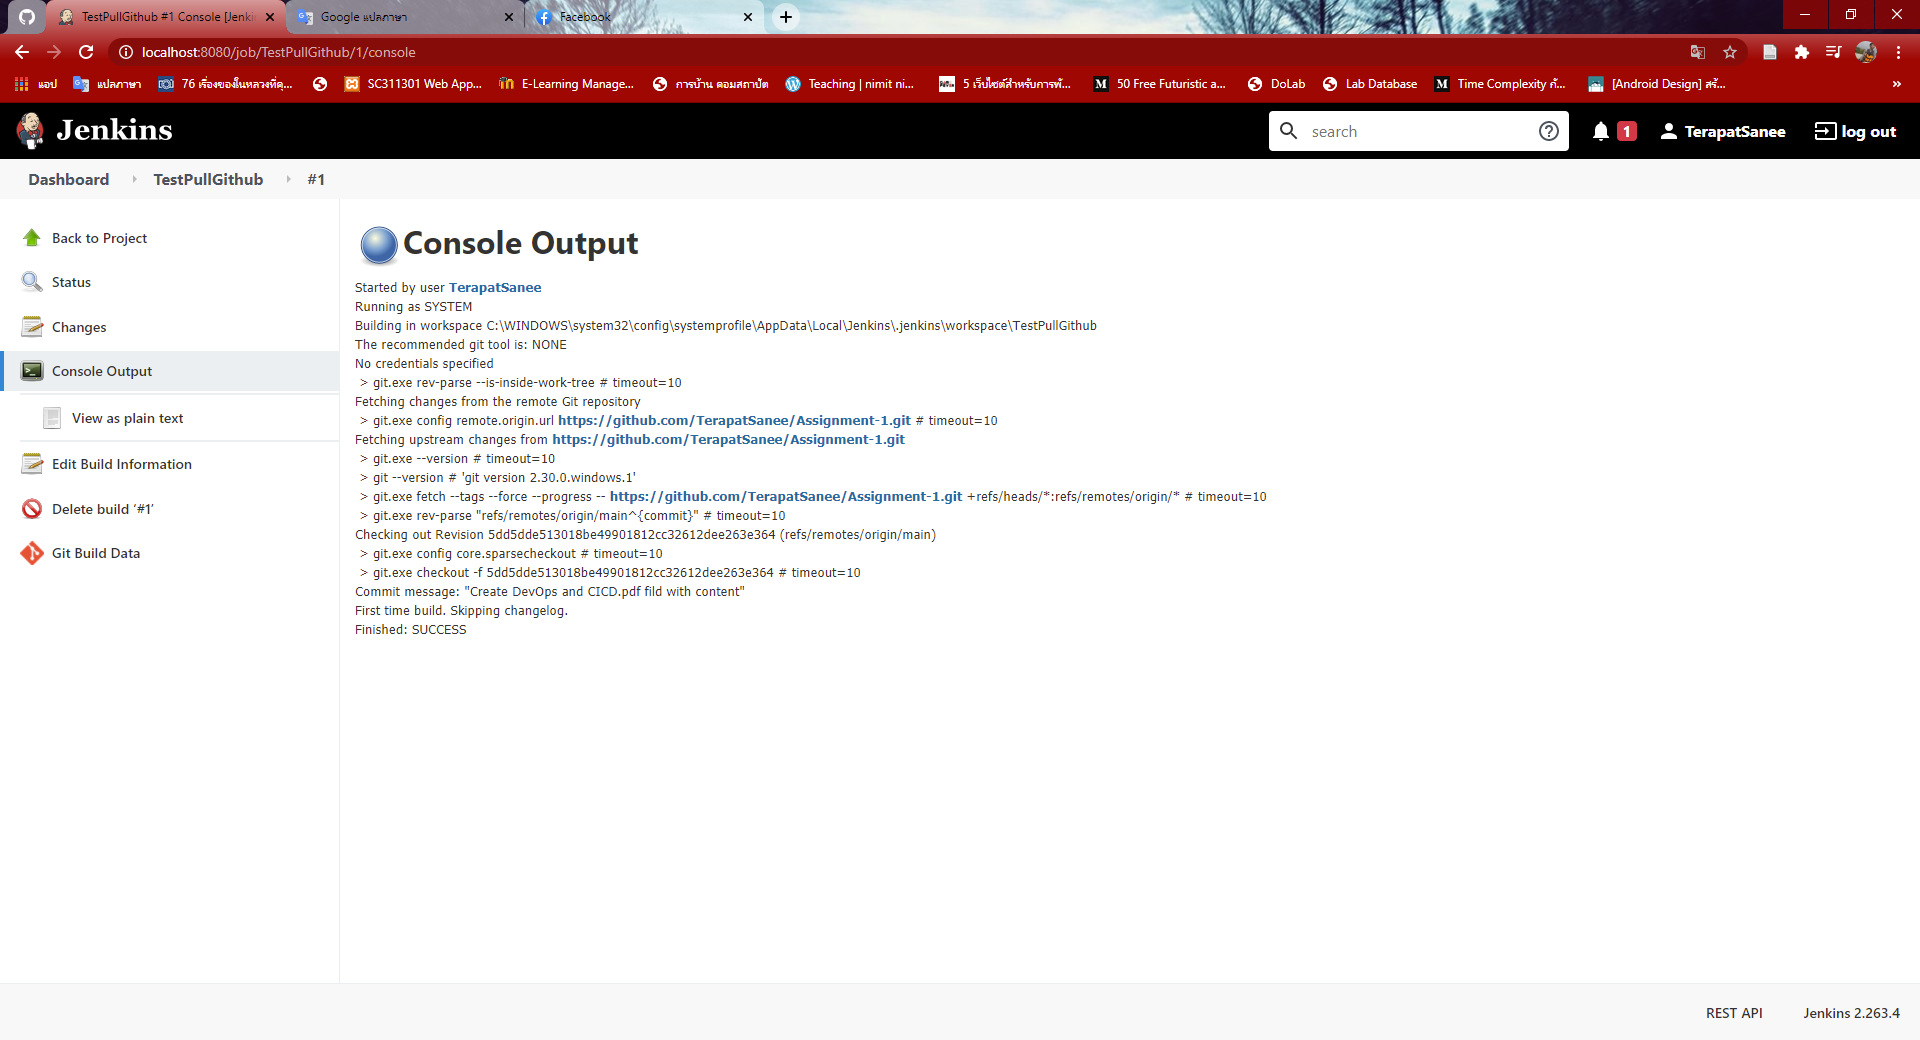 TestPullGithub #1 Console [Jenki
Google แปลภาษา
Facebook
localhost:8080/job/TestPullGithub/1/console
แอป
แปลภาษา
76 เรื่องของในหลวงที่คุ...
SC311301 Web App...
E-Learning Manage...
การบ้าน ดอมสถาปัต
Teaching | nimit ni...
5 เว็บไซต์สำหรับการพั...
50 Free Futuristic a...
DoLab
Lab Database
Time Complexity กั...
[Android Design] สร้...
»
Jenkins
search
1
TerapatSanee
log out
Dashboard
TestPullGithub
#1
Back to Project
Status
Changes
Console Output
View as plain text
Edit Build Information
Delete build ‘#1’
Git Build Data
Console Output
Started by user TerapatSanee
Running as SYSTEM
Building in workspace C:\WINDOWS\system32\config\systemprofile\AppData\Local\Jenkins\.jenkins\workspace\TestPullGithub
The recommended git tool is: NONE
No credentials specified
> git.exe rev-parse --is-inside-work-tree # timeout=10
Fetching changes from the remote Git repository
> git.exe config remote.origin.url https://github.com/TerapatSanee/Assignment-1.git # timeout=10
Fetching upstream changes from https://github.com/TerapatSanee/Assignment-1.git
> git.exe --version # timeout=10
> git --version # 'git version 2.30.0.windows.1'
> git.exe fetch --tags --force --progress -- https://github.com/TerapatSanee/Assignment-1.git +refs/heads/*:refs/remotes/origin/* # timeout=10
> git.exe rev-parse "refs/remotes/origin/main^{commit}" # timeout=10
Checking out Revision 5dd5dde513018be49901812cc32612dee263e364 (refs/remotes/origin/main)
> git.exe config core.sparsecheckout # timeout=10
> git.exe checkout -f 5dd5dde513018be49901812cc32612dee263e364 # timeout=10
Commit message: "Create DevOps and CICD.pdf fild with content"
First time build. Skipping changelog.
Finished: SUCCESS
REST API
Jenkins 2.263.4